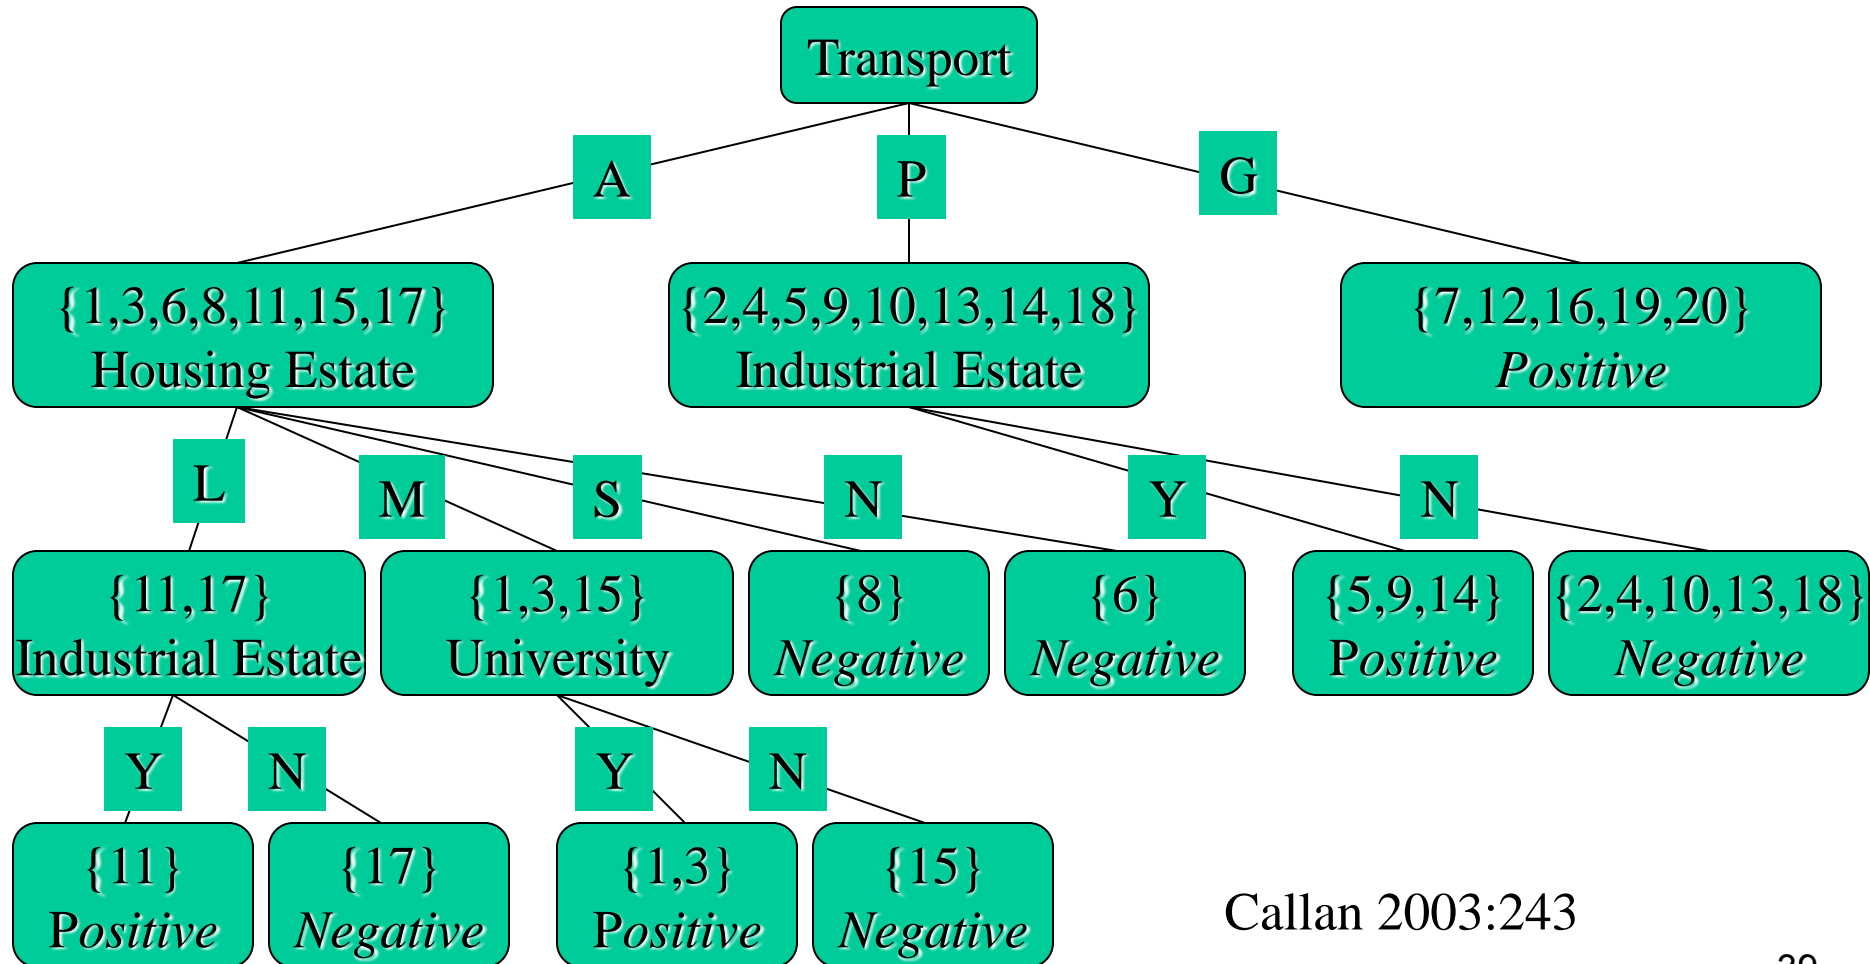 Transport
A
P
G
{1,3,6,8,11,15,17}
Housing Estate
{2,4,5,9,10,13,14,18}
Industrial Estate
{7,12,16,19,20}
Positive
L
M
S
N
Y
N
{11,17}
Industrial Estate
{1,3,15}
University
{8}
Negative
{6}
Negative
{5,9,14}
Positive
{2,4,10,13,18}
Negative
Y
N
Y
N
{11}
Positive
{17}
Negative
{1,3}
Positive
{15}
Negative
Callan 2003:243